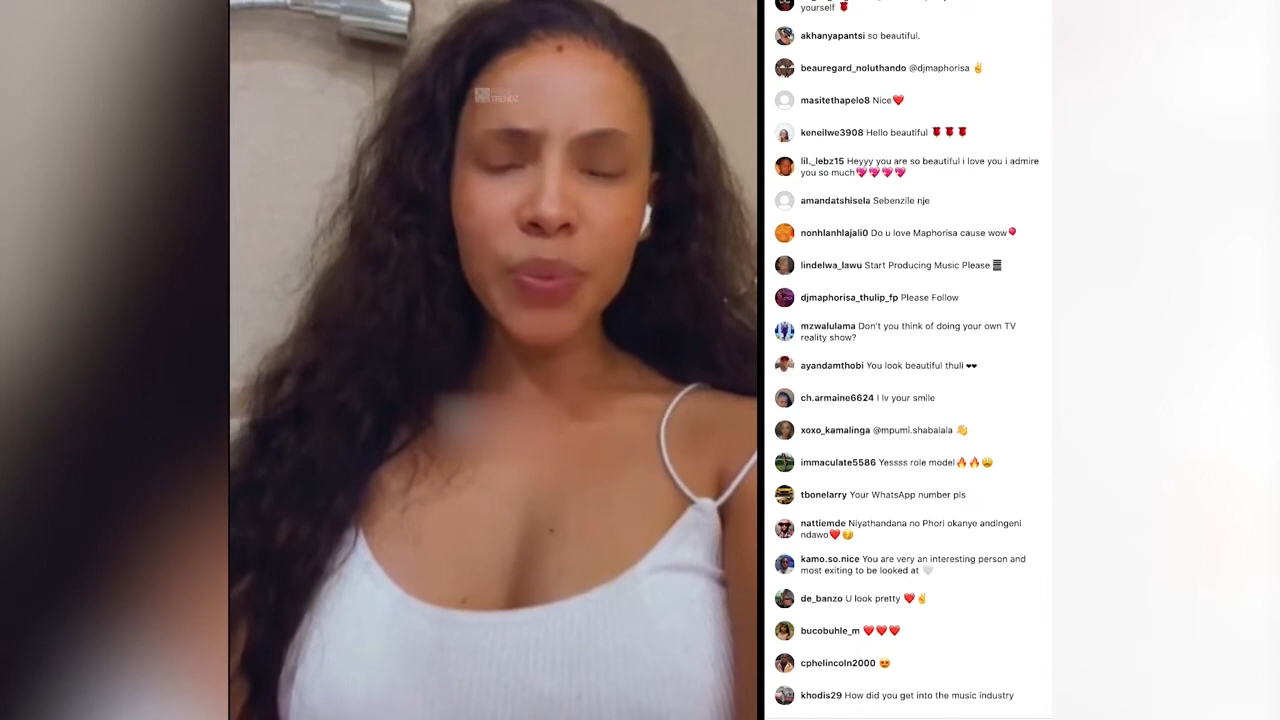 TRENDZ
yourself
akhanyapantsi so beautiful.
beauregard_noluthando @djmaphorisa ✌️
masitethapelo8 Nice❤️
keneilwe3908 Hello beautiful 🌹🌹🌹
lil._lebz15 Heyyy you are so beautiful i love you i admire
you so much💖💖💖💖
amandatshisela Sebenzile nje
nonhlanhlajali0 Do u love Maphorisa cause wow🎈
lindelwa_lawu Start Producing Music Please
djmaphorisa_thulip_fp Please Follow
mzwalulama Don't you think of doing your own TV
reality show?
ayandamthobi You look beautiful thuli ❤❤
ch.armaine6624 I lv your smile
xoxo_kamalinga @mpumi.shabalala 👋
immaculate5586 Yessss role model🔥🔥😩
tbonelarry Your WhatsApp number pls
nattiemde Niyathandana no Phori okanye andingeni
ndawo❤️😏
kamo.so.nice You are very an interesting person and
most exiting to be looked at 🤍
de_banzo U look pretty ❤️✌️
bucobuhle_m ❤️❤️❤️
cphelincoln2000 😍
khodis29 How did you get into the music industry